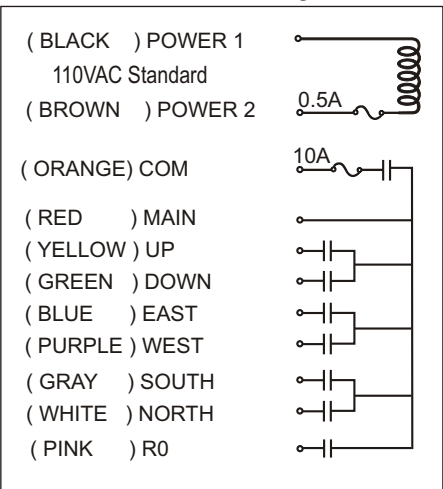 ( BLACK ) POWER 1
110VAC Standard
( BROWN ) POWER 2 0.5A
( ORANGE) COM 10A
( RED ) MAIN
( YELLOW ) UP
( GREEN ) DOWN
( BLUE ) EAST
( PURPLE ) WEST
( GRAY ) SOUTH
( WHITE ) NORTH
( PINK ) R0